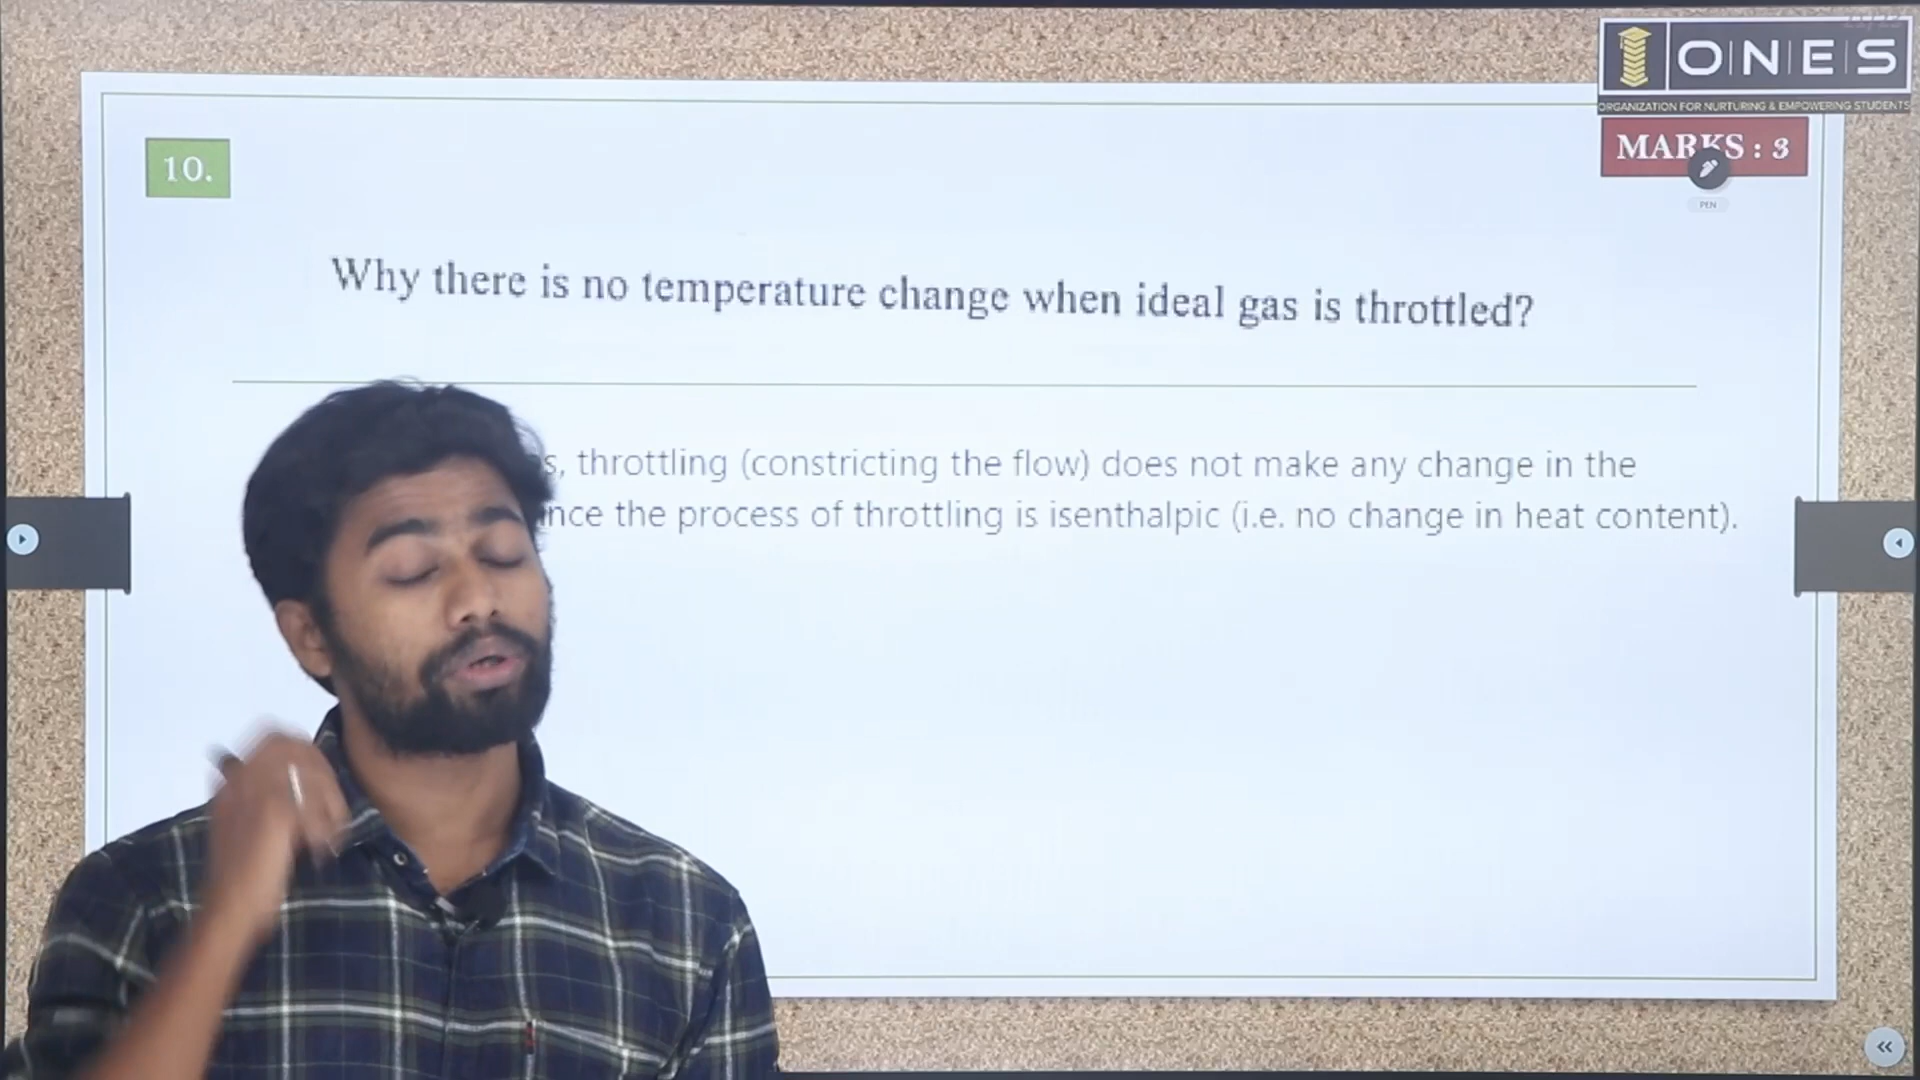 ONES
ORGANIZATION FOR NURTURING & EMPOWERING STUDENTS
10.
MARKS : 3
PEN
Why there is no temperature change when ideal gas is throttled?
throttling (constricting the flow) does not make any change in the
the process of throttling is isenthalpic (i.e. no change in heat content).